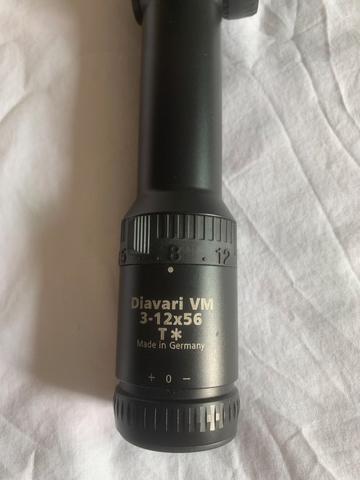 8 . 12
Diavari VM
3-12x56
T*
Made in Germany
+ 0 −